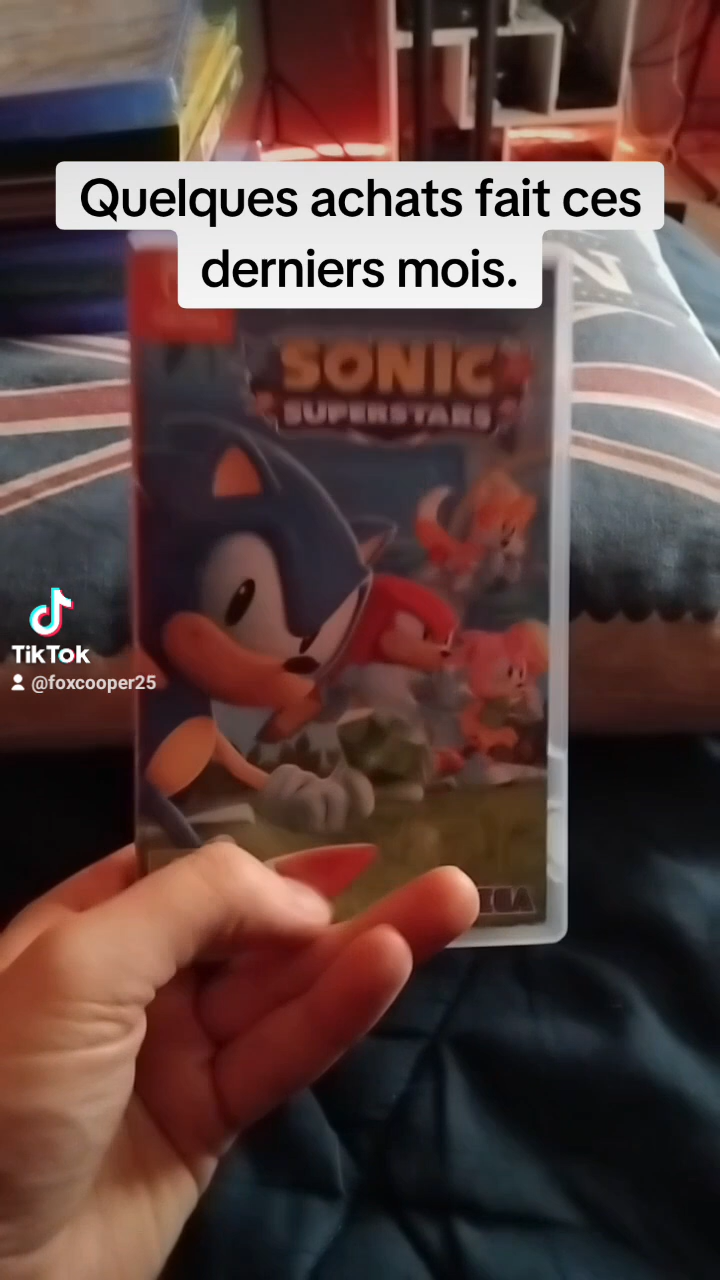 Quelques achats fait ces
derniers mois.
SONIC
SUPERSTARS
TikTok
@foxcooper25
SEGA